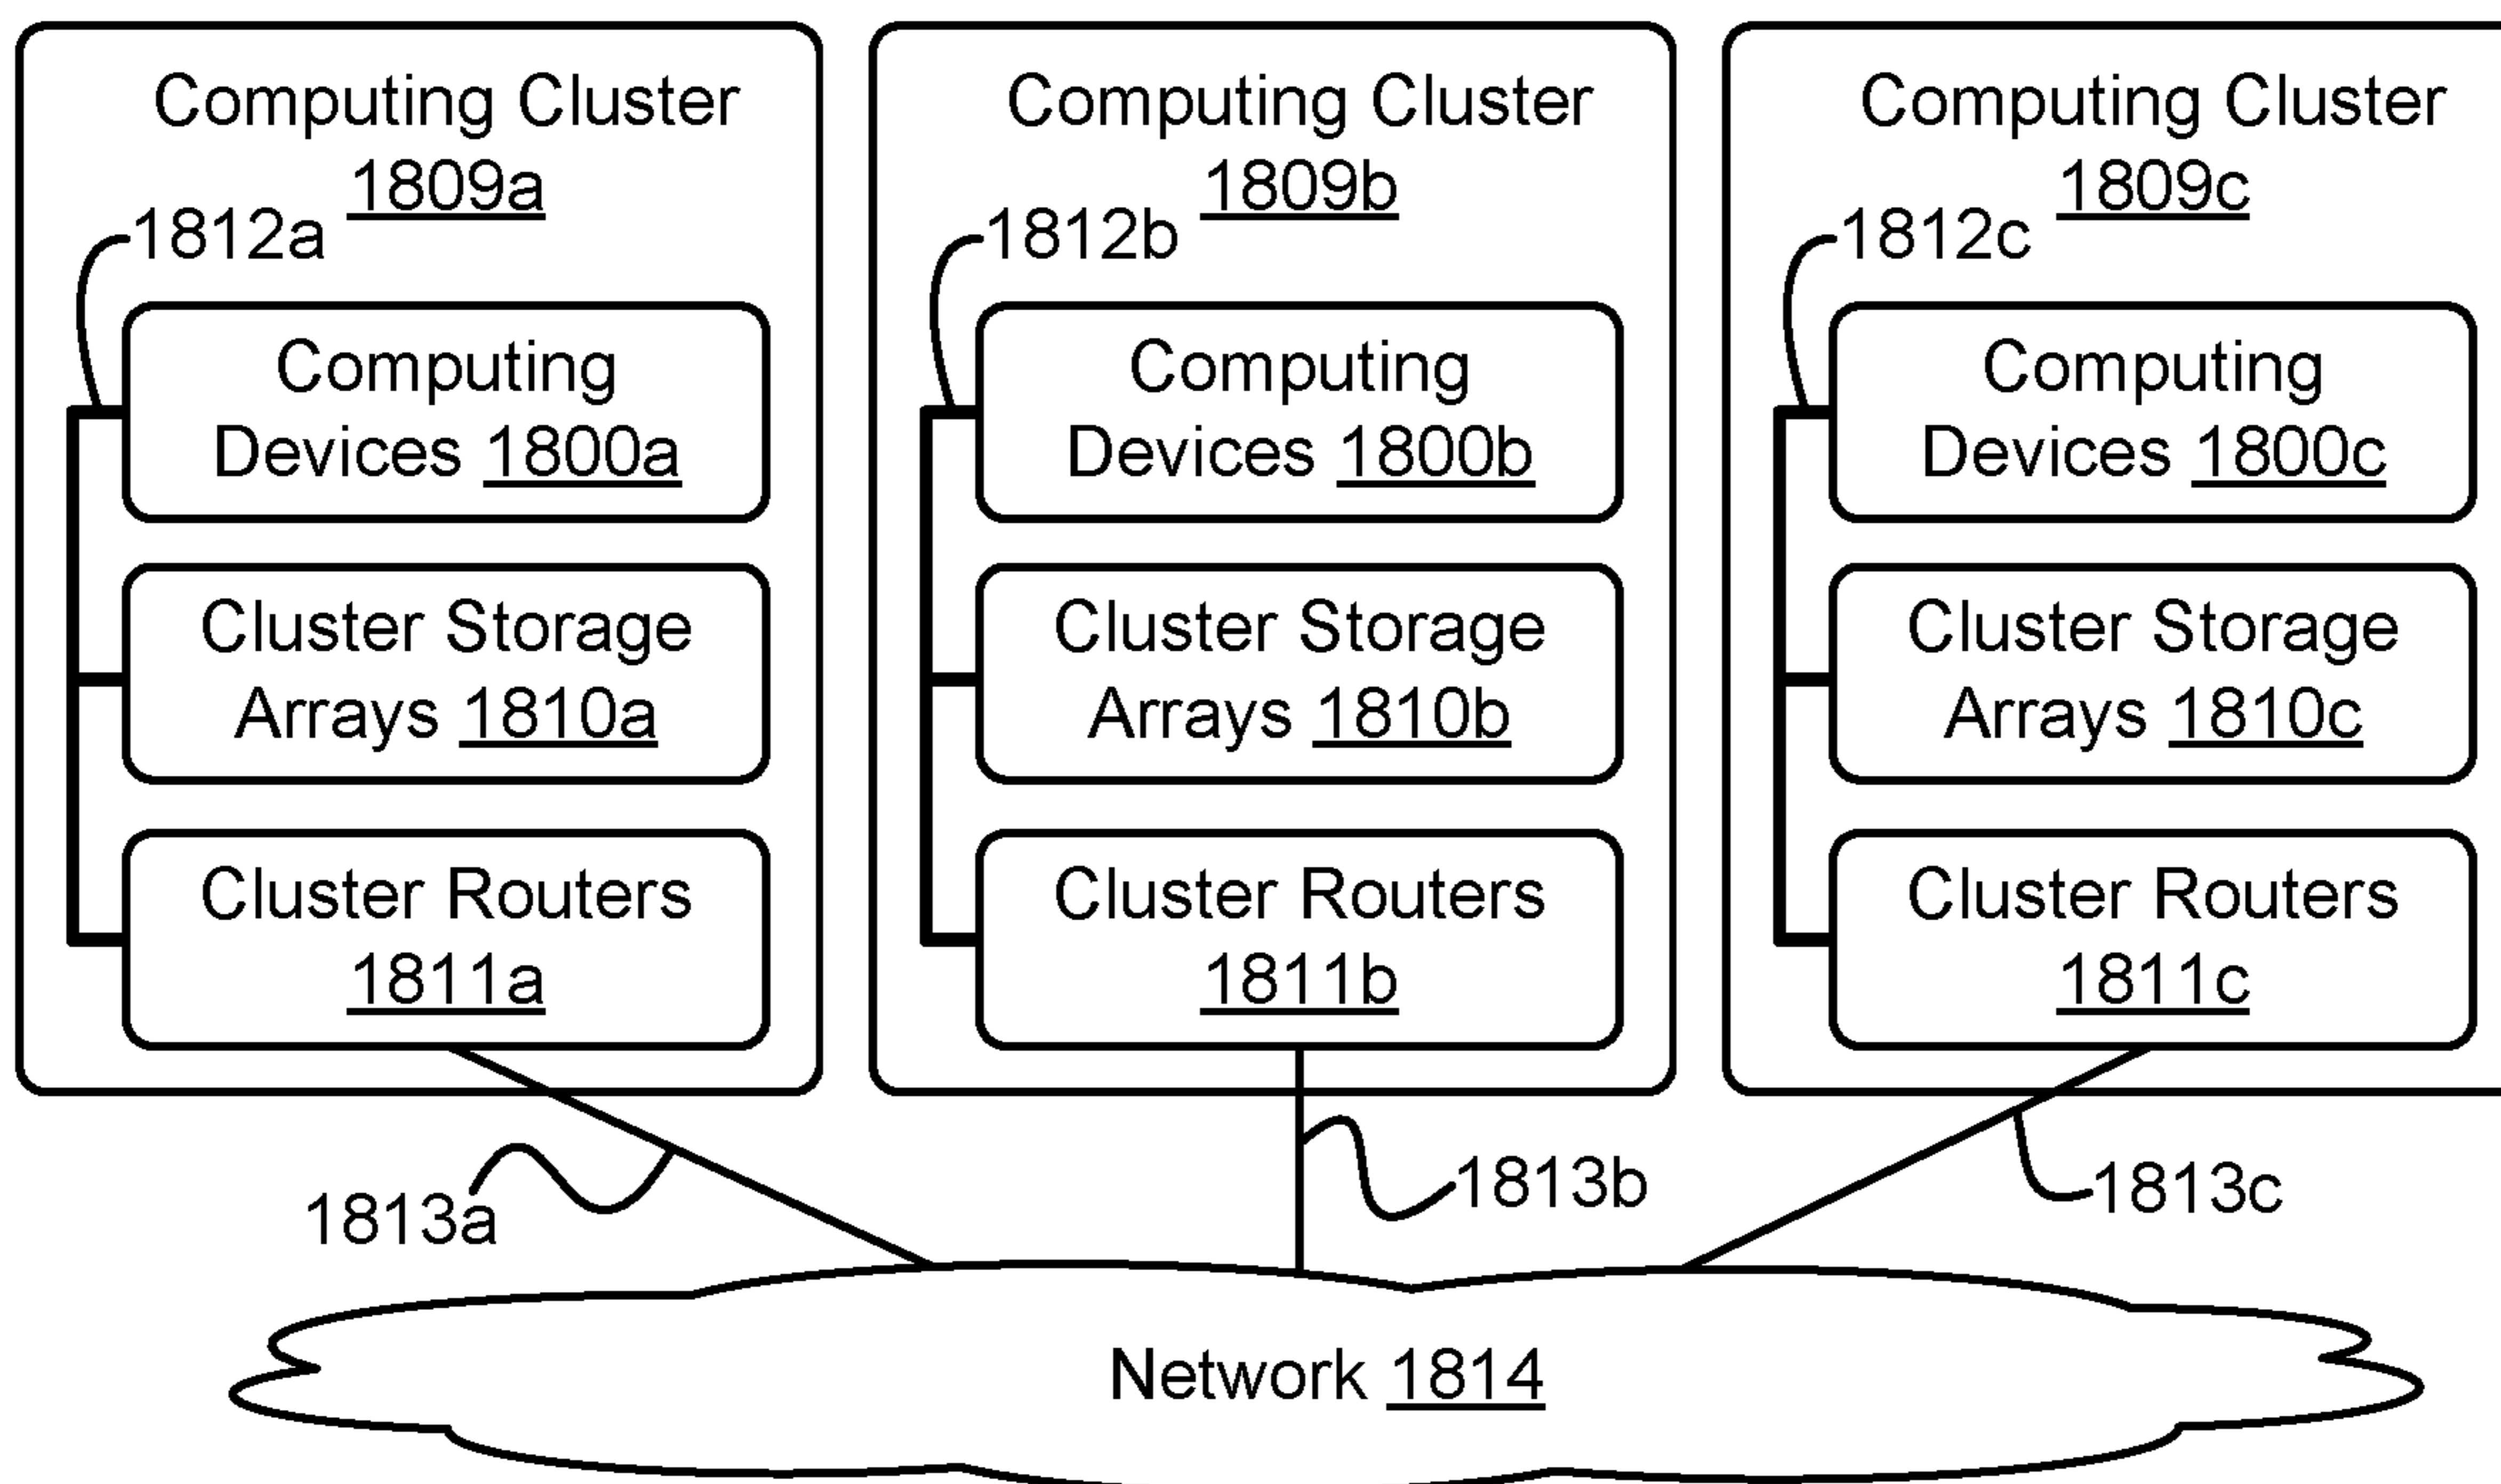 Computing Cluster
1809a
1812a
Computing
Devices 1800a
Cluster Storage
Arrays 1810a
Cluster Routers
1811a
Computing Cluster
1809b
1812b
Computing
Devices 1800b
Cluster Storage
Arrays 1810b
Cluster Routers
1811b
Computing Cluster
1809c
1812c
Computing
Devices 1800c
Cluster Storage
Arrays 1810c
Cluster Routers
1811c
1813a
1813b
1813c
Network 1814